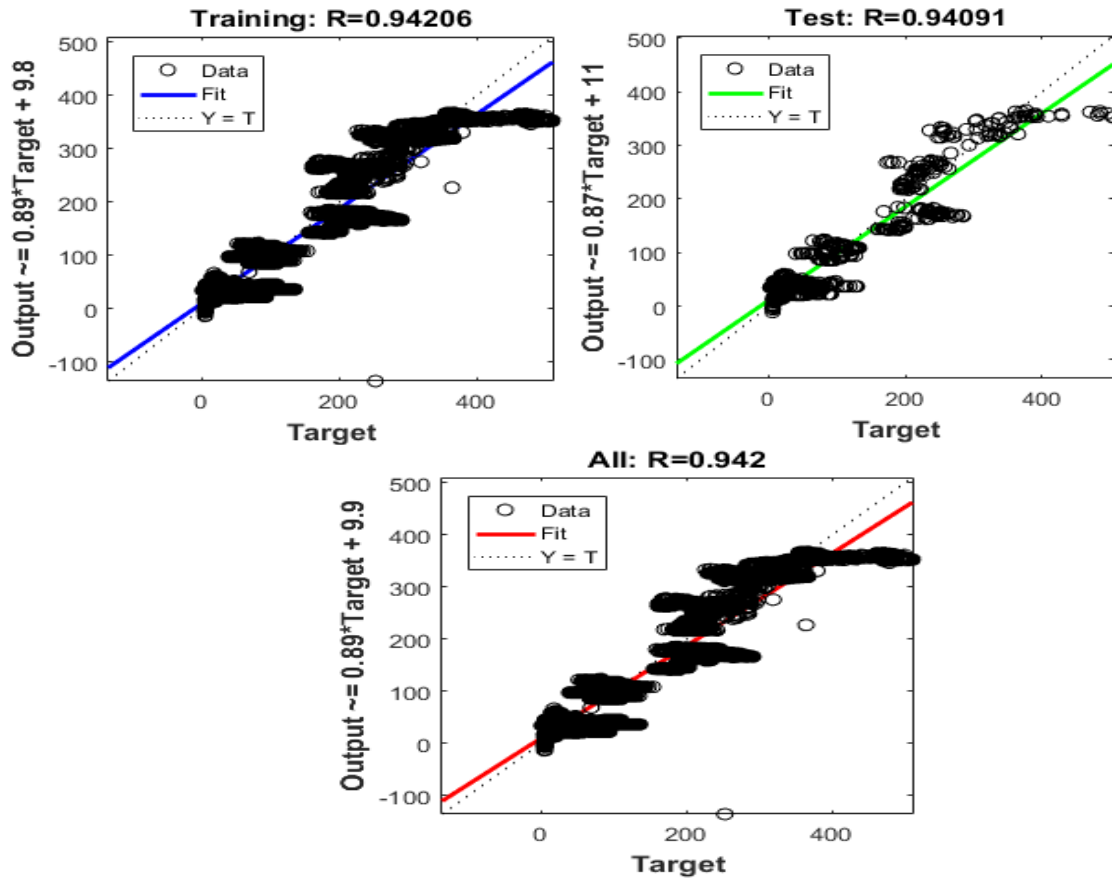 Training: R=0.94206
Output ~= 0.89*Target + 9.8
500
400
300
200
100
0
-100
Data
Fit
Y = T
0
200
400
Target
Test: R=0.94091
Output ~= 0.87*Target + 11
500
400
300
200
100
0
-100
Data
Fit
Y = T
0
200
400
Target
All: R=0.942
Output ~= 0.89*Target + 9.9
500
400
300
200
100
0
-100
Data
Fit
Y = T
0
200
400
Target